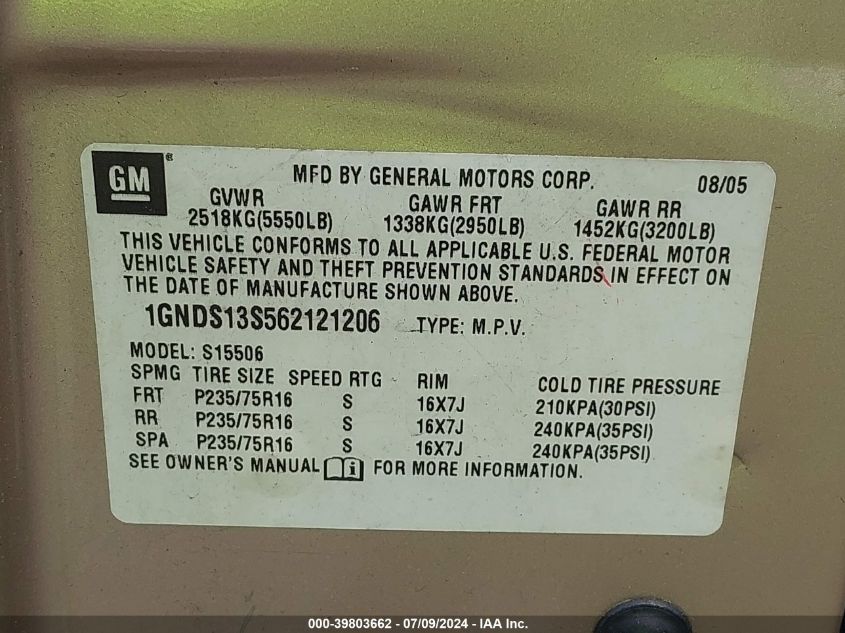 GM®
MFD BY GENERAL MOTORS CORP. 08/05
GVWR GAWR FRT GAWR RR
2518KG(5550LB) 1338KG(2950LB) 1452KG(3200LB)
THIS VEHICLE CONFORMS TO ALL APPLICABLE U.S. FEDERAL MOTOR
VEHICLE SAFETY AND THEFT PREVENTION STANDARDS IN EFFECT ON
THE DATE OF MANUFACTURE SHOWN ABOVE.
1GNDS13S562121206 TYPE: M.P.V.
MODEL: S15506
SPMG TIRE SIZE SPEED RTG RIM COLD TIRE PRESSURE
FRT P235/75R16 S 16X7J 210KPA(30PSI)
RR P235/75R16 S 16X7J 240KPA(35PSI)
SPA P235/75R16 S 16X7J 240KPA(35PSI)
SEE OWNER'S MANUAL i FOR MORE INFORMATION.
000-39803662 - 07/09/2024 - IAA Inc.